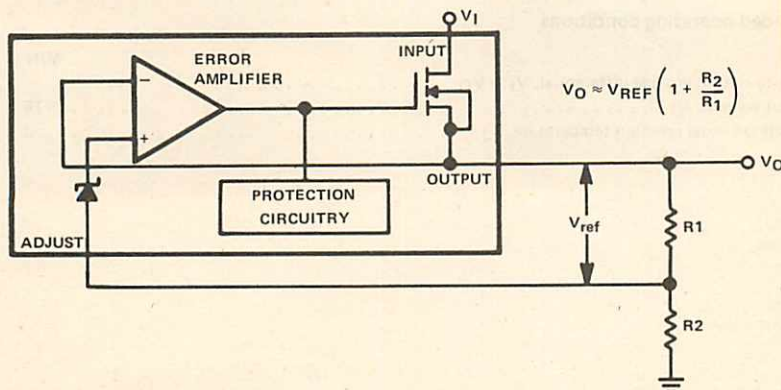 V_I
INPUT
ERROR
AMPLIFIER
V_O ≈ V_REF (1 + R2/R1)
−
+
OUTPUT
V_O
PROTECTION
CIRCUITRY
V_ref
R1
ADJUST
R2